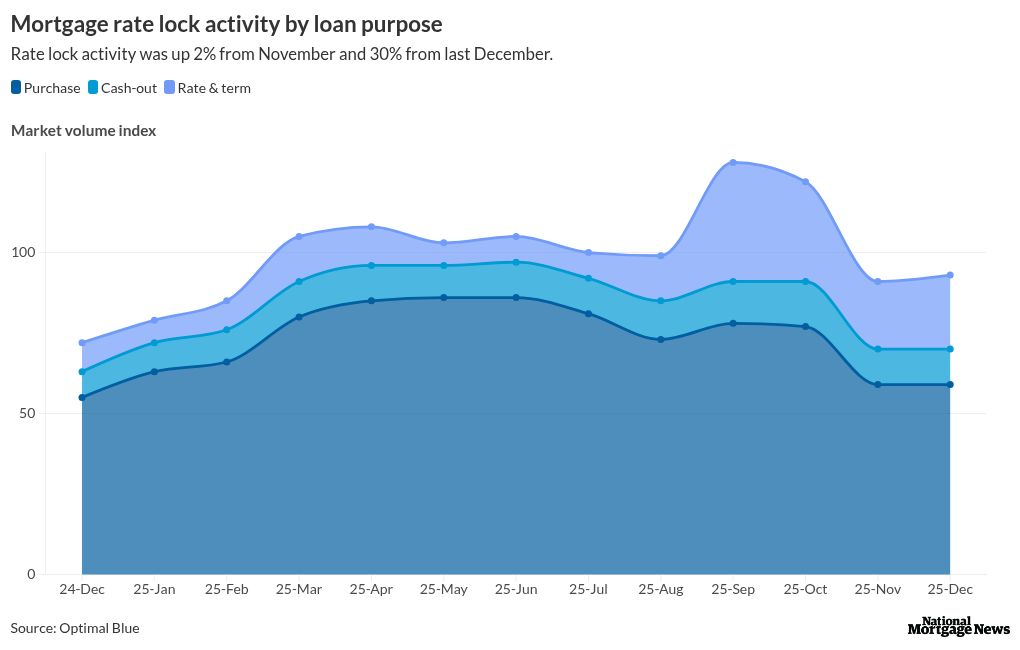 Mortgage rate lock activity by loan purpose
Rate lock activity was up 2% from November and 30% from last December.
Purchase Cash-out Rate & term
Market volume index
100
50
0
24-Dec 25-Jan 25-Feb 25-Mar 25-Apr 25-May 25-Jun 25-Jul 25-Aug 25-Sep 25-Oct 25-Nov 25-Dec
Source: Optimal Blue
National
Mortgage News